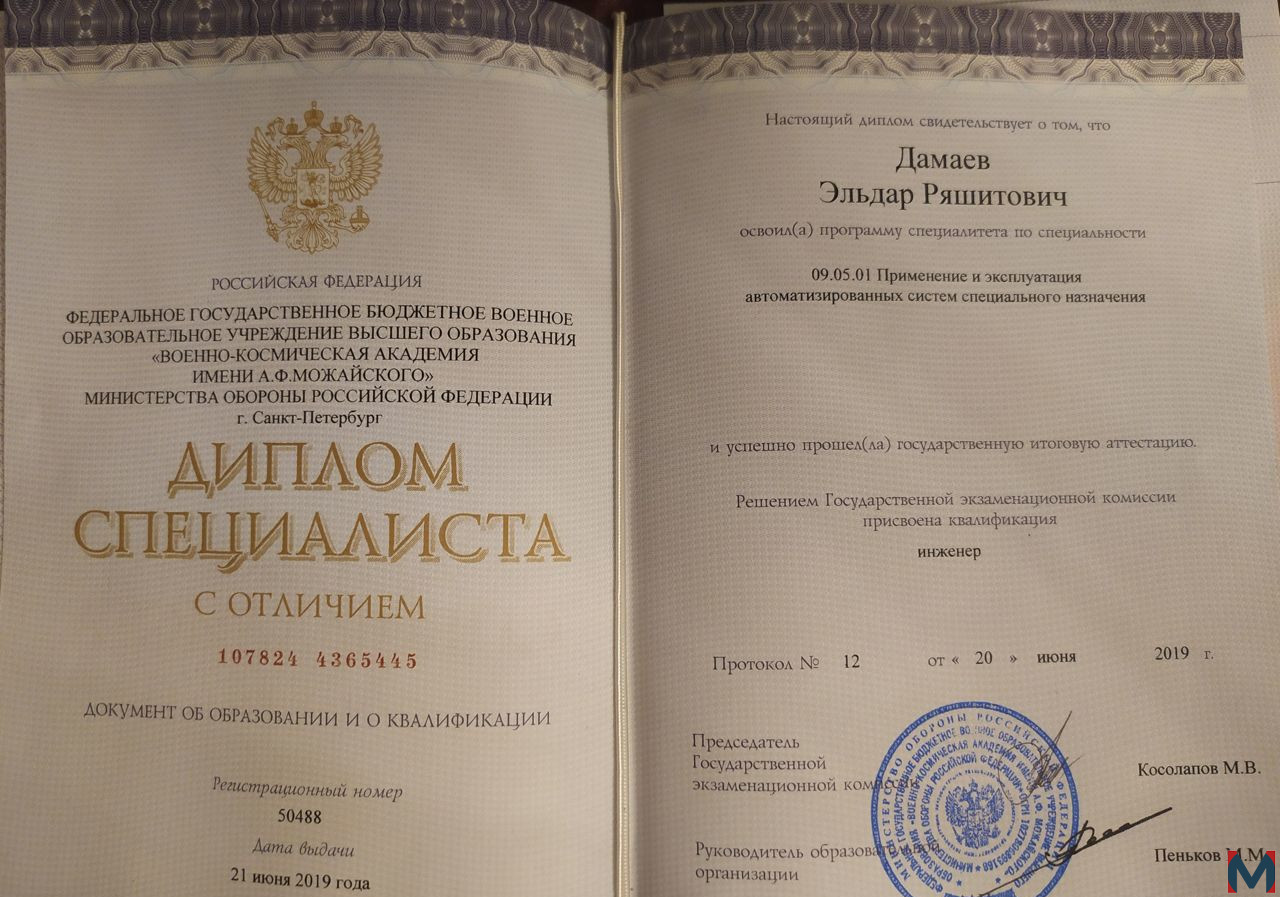 РОССИЙСКАЯ ФЕДЕРАЦИЯ
ФЕДЕРАЛЬНОЕ ГОСУДАРСТВЕННОЕ БЮДЖЕТНОЕ ВОЕННОЕ
ОБРАЗОВАТЕЛЬНОЕ УЧРЕЖДЕНИЕ ВЫСШЕГО ОБРАЗОВАНИЯ
«ВОЕННО-КОСМИЧЕСКАЯ АКАДЕМИЯ
ИМЕНИ А.Ф.МОЖАЙСКОГО»
МИНИСТЕРСТВА ОБОРОНЫ РОССИЙСКОЙ ФЕДЕРАЦИИ
г. Санкт-Петербург
ДИПЛОМ
СПЕЦИАЛИСТА
С ОТЛИЧИЕМ
107824 4365445
ДОКУМЕНТ ОБ ОБРАЗОВАНИИ И О КВАЛИФИКАЦИИ
Регистрационный номер
50488
Дата выдачи
21 июня 2019 года
Настоящий диплом свидетельствует о том, что
Дамаев
Эльдар Ряшитович
освоил(а) программу специалитета по специальности
09.05.01 Применение и эксплуатация
автоматизированных систем специального назначения
и успешно прошел(ла) государственную итоговую аттестацию.
Решением Государственной экзаменационной комиссии
присвоена квалификация
инженер
Протокол № 12 от « 20 » июня 2019 г.
Председатель
Государственной
экзаменационной комиссии
Косолапов М.В.
Руководитель образовательной
организации
Пеньков М.М.
М